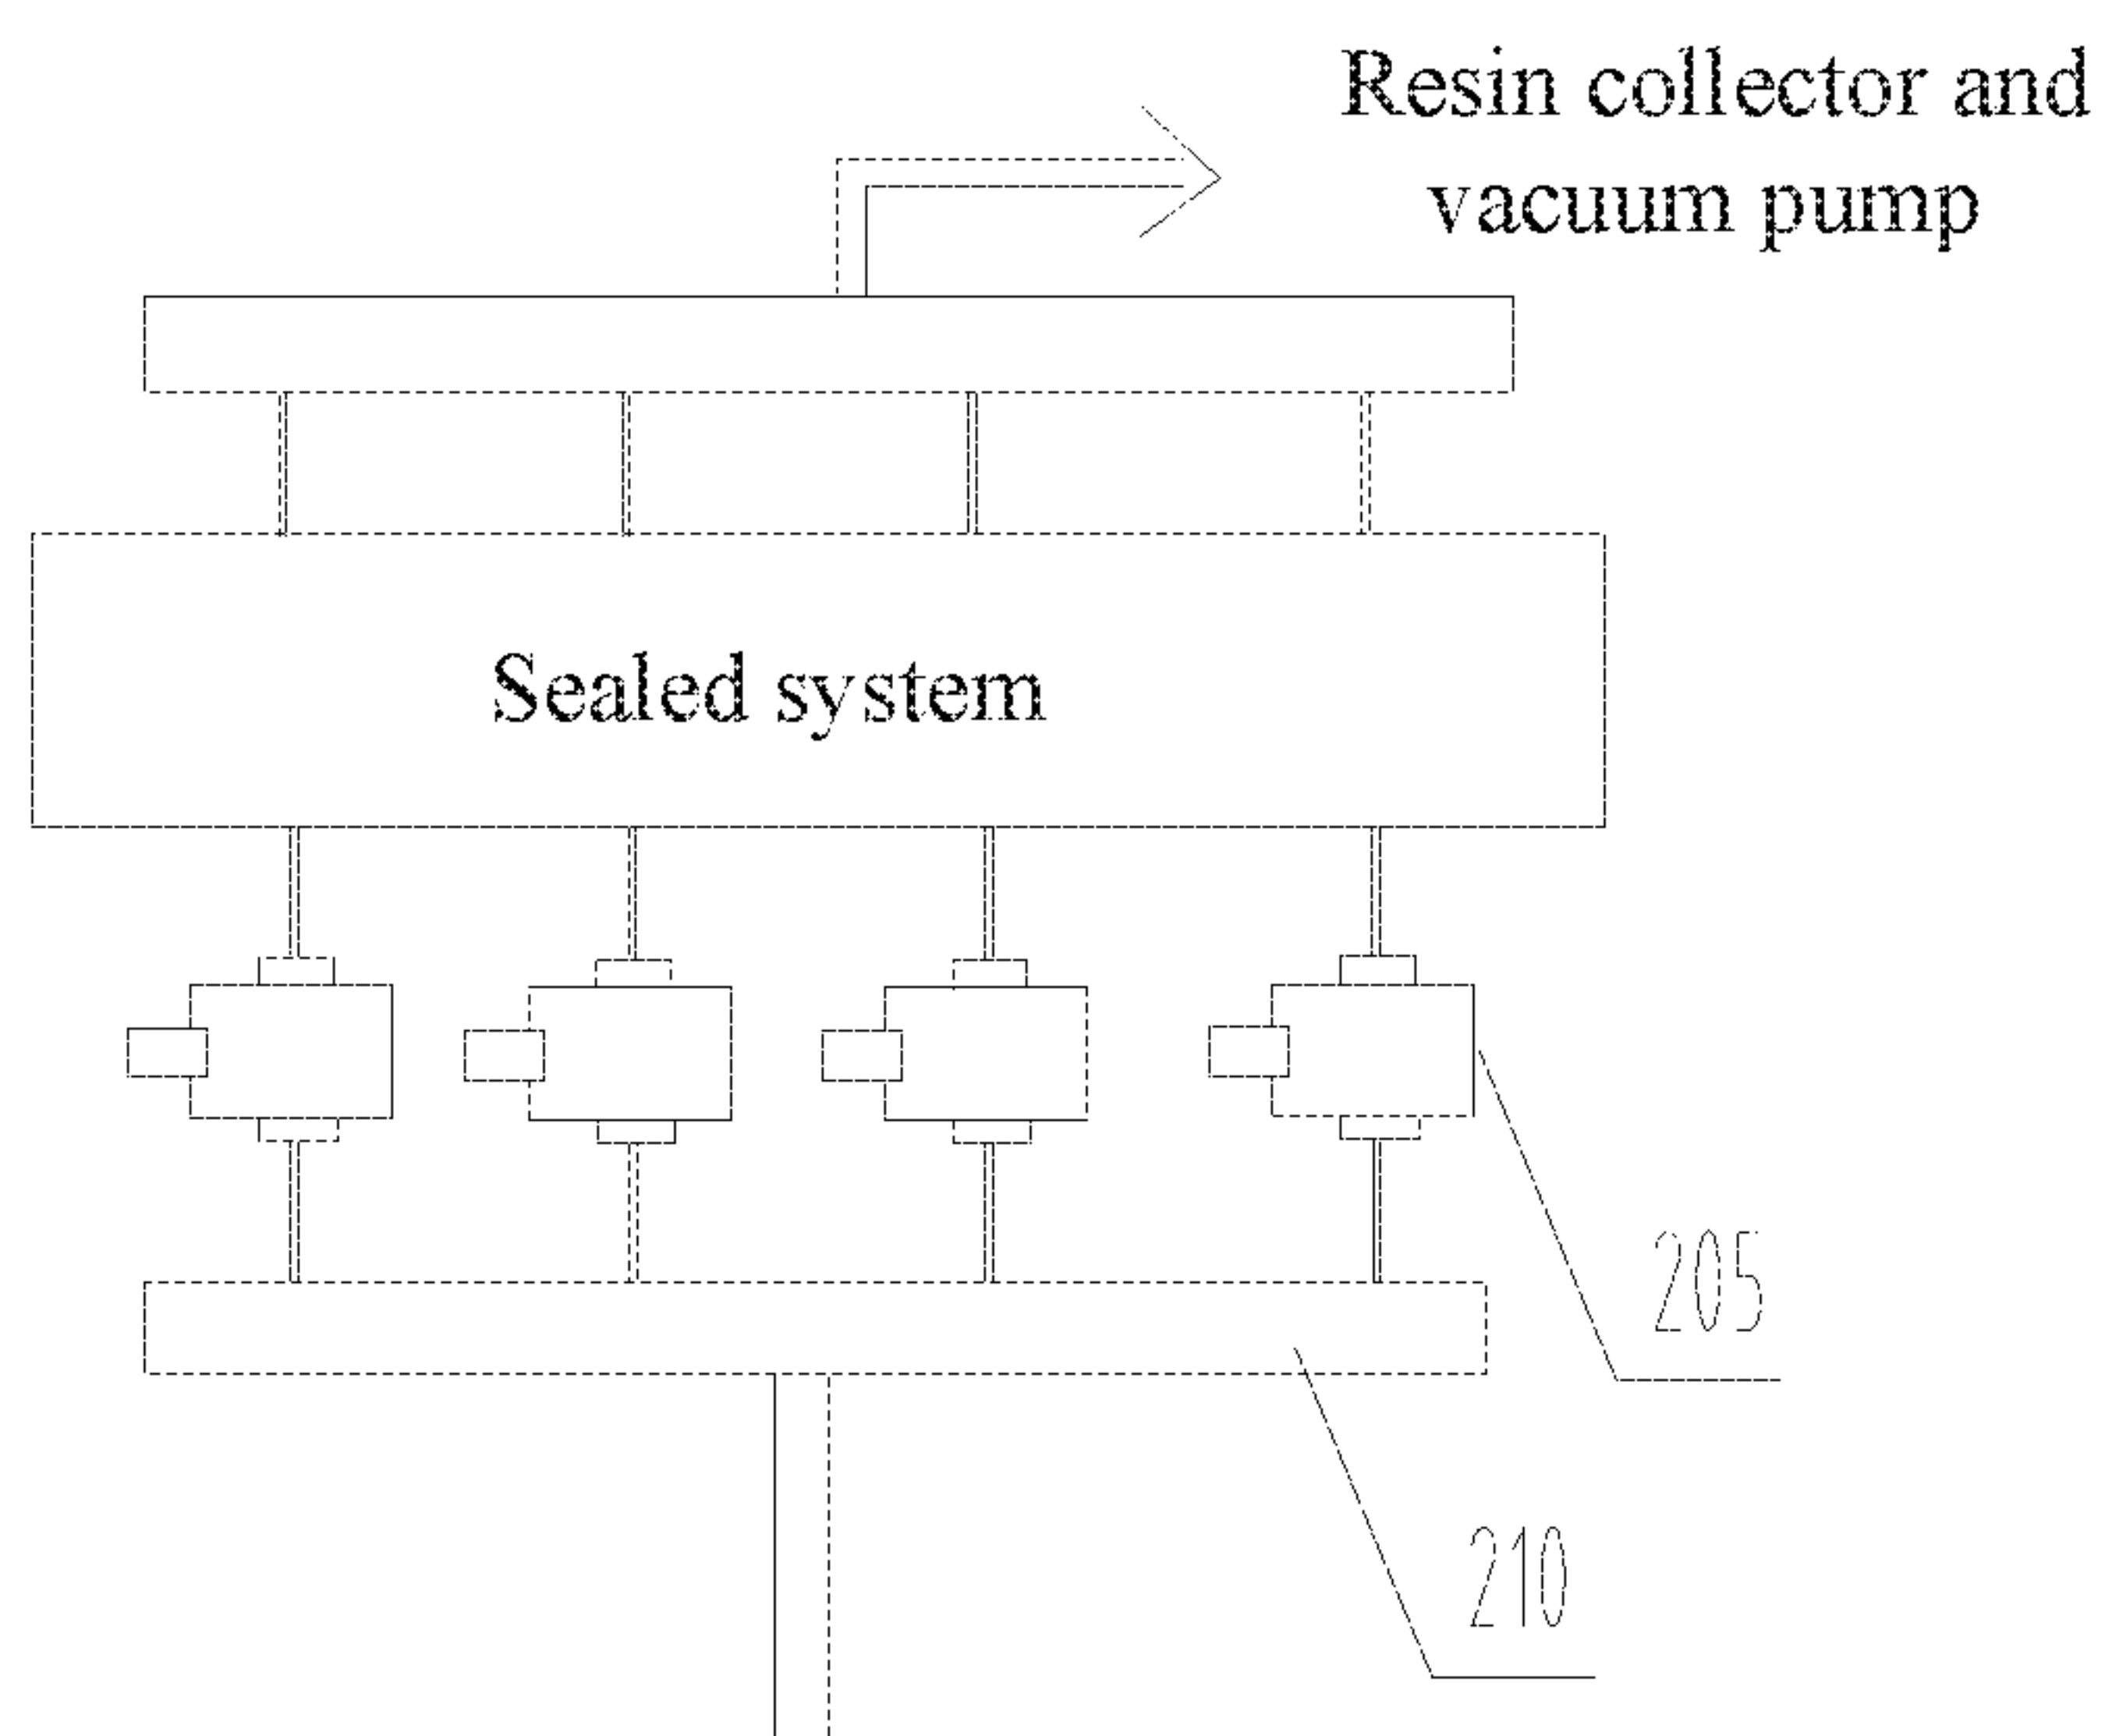 Resin collector and
vacuum pump
Sealed system
205
210